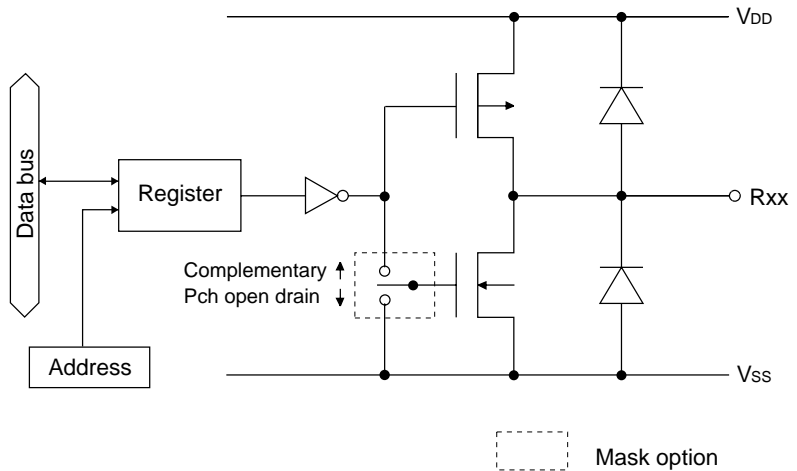 VDD
Data bus
Register
Rxx
Complementary
Pch open drain
Address
VSS
Mask option